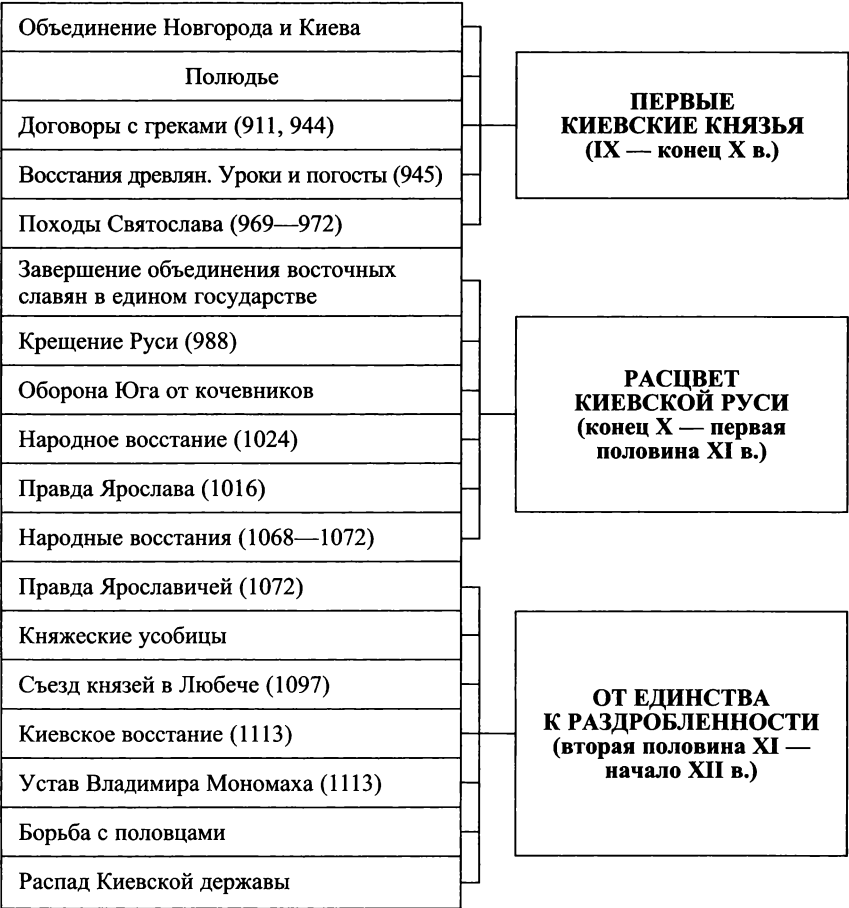 Объединение Новгорода и Киева
Полюдье
Договоры с греками (911, 944)
Восстания древлян. Уроки и погосты (945)
Походы Святослава (969—972)
ПЕРВЫЕ
КИЕВСКИЕ КНЯЗЬЯ
(IX — конец X в.)
Завершение объединения восточных
славян в едином государстве
Крещение Руси (988)
Оборона Юга от кочевников
Народное восстание (1024)
Правда Ярослава (1016)
Народные восстания (1068—1072)
РАСЦВЕТ
КИЕВСКОЙ РУСИ
(конец X — первая
половина XI в.)
Правда Ярославичей (1072)
Княжеские усобицы
Съезд князей в Любече (1097)
Киевское восстание (1113)
Устав Владимира Мономаха (1113)
Борьба с половцами
Распад Киевской державы
ОТ ЕДИНСТВА
К РАЗДРОБЛЕННОСТИ
(вторая половина XI —
начало XII в.)